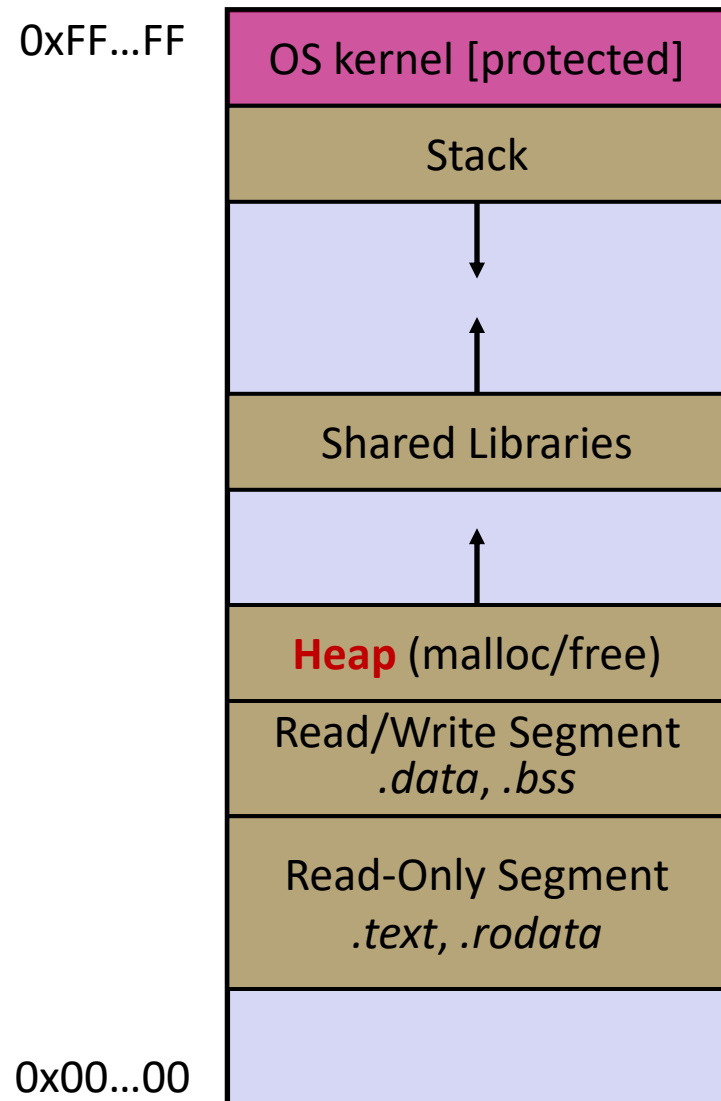 0xFF…FF
OS kernel [protected]
Stack
Shared Libraries
Heap (malloc/free)
Read/Write Segment
.data, .bss
Read-Only Segment
.text, .rodata
0x00…00